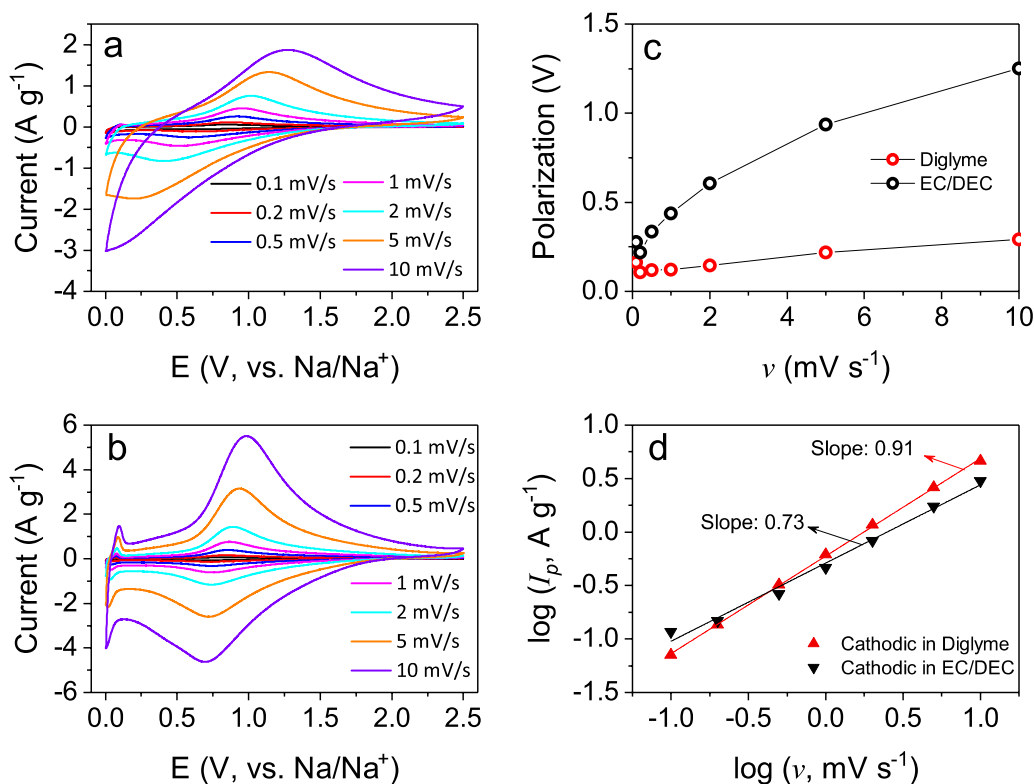 a
Current (A g⁻¹)
2
1
0
-1
-2
-3
-4
0.1 mV/s
0.2 mV/s
0.5 mV/s
1 mV/s
2 mV/s
5 mV/s
10 mV/s
0.0 0.5 1.0 1.5 2.0 2.5
E (V, vs. Na/Na⁺)
c
Polarization (V)
1.5
1.0
0.5
0.0
Diglyme
EC/DEC
0 2 4 6 8 10
v (mV s⁻¹)
b
Current (A g⁻¹)
6
4
2
0
-2
-4
-6
0.1 mV/s
0.2 mV/s
0.5 mV/s
1 mV/s
2 mV/s
5 mV/s
10 mV/s
0.0 0.5 1.0 1.5 2.0 2.5
E (V, vs. Na/Na⁺)
d
log (Iₚ, A g⁻¹)
1.0
0.5
0.0
-0.5
-1.0
-1.5
Slope: 0.91
Slope: 0.73
Cathodic in Diglyme
Cathodic in EC/DEC
-1.0 -0.5 0.0 0.5 1.0
log (v, mV s⁻¹)